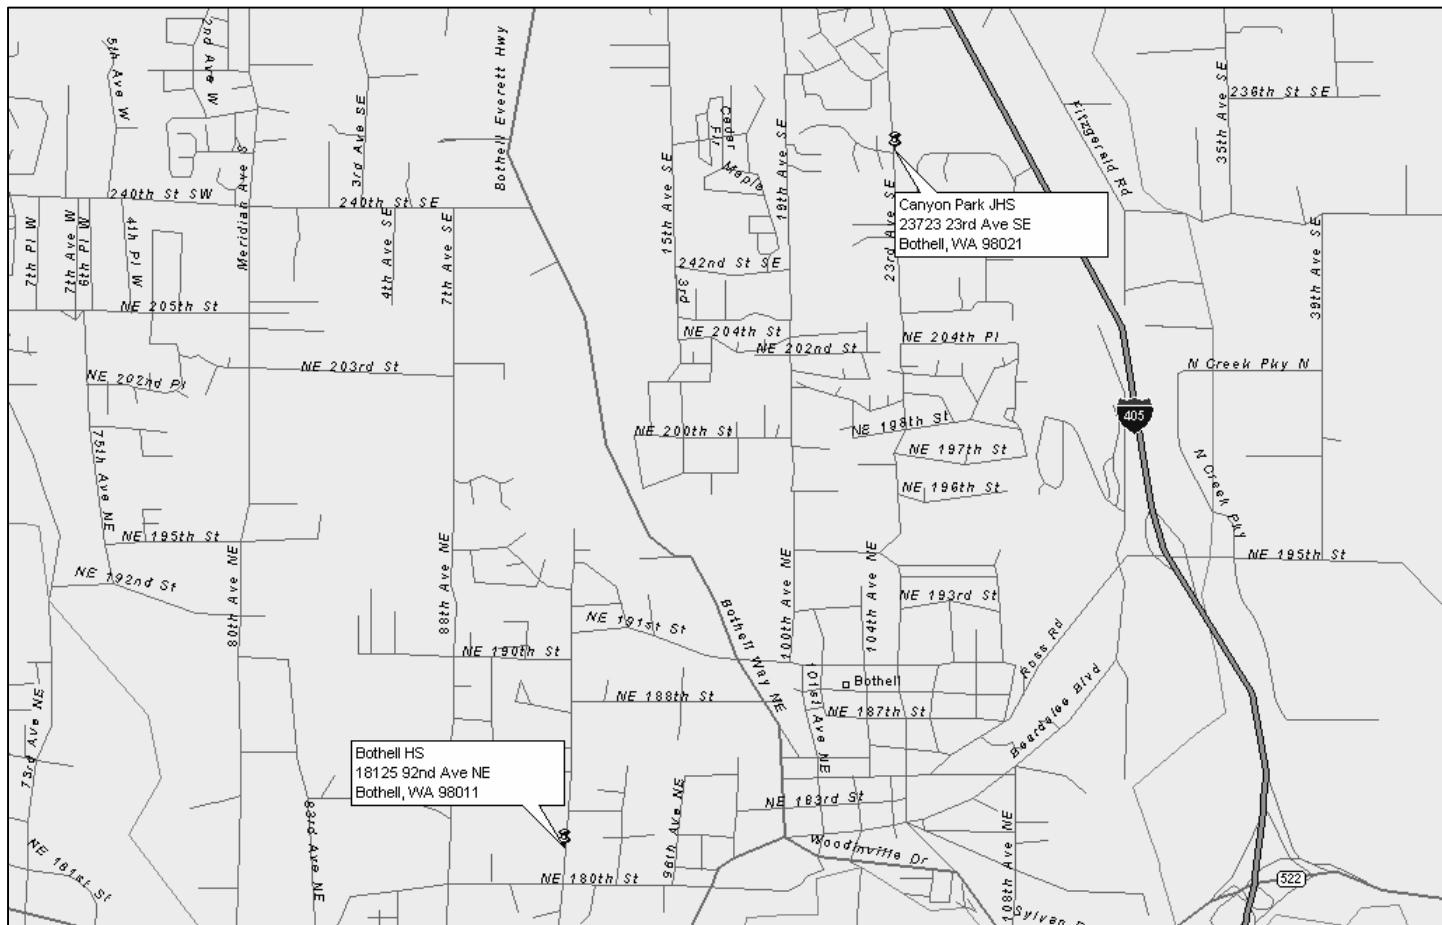 5th Ave W
2nd Ave W
3rd Ave SE
Bothell Everett Hwy
Cedar
Fir
Maple
19th Ave SE
15th Ave SE
Fitzgerald Rd
35th Ave SE
236th St SE
Canyon Park JHS
23723 23rd Ave SE
Bothell, WA 98021
240th St SW
240th St SE
Meridian Ave S
7th Pl W
7th Ave W
6th Pl W
4th Pl W
4th Ave SE
7th Ave SE
23rd Ave SE
242nd St SE
3rd
39th Ave SE
NE 205th St
NE 204th St
NE 202nd St
NE 204th Pl
NE 203rd St
NE 202nd Pl
N Creek Pky N
405
75th Ave NE
NE 200th St
NE 198th St
NE 197th St
NE 196th St
N Creek Pky
NE 195th St
NE 195th St
NE 192nd St
80th Ave NE
88th Ave NE
100th Ave NE
104th Ave NE
NE 193rd St
NE 191st St
Bothell Way NE
Ross Rd
NE 190th St
Bothell
101st Ave NE
NE 188th St
NE 187th St
Beardslee Blvd
73rd Ave NE
Bothell HS
18125 92nd Ave NE
Bothell, WA 98011
83rd Ave NE
96th Ave NE
NE 183rd St
Woodinville Dr
108th Ave NE
NE 181st St
NE 180th St
522
Sylvan